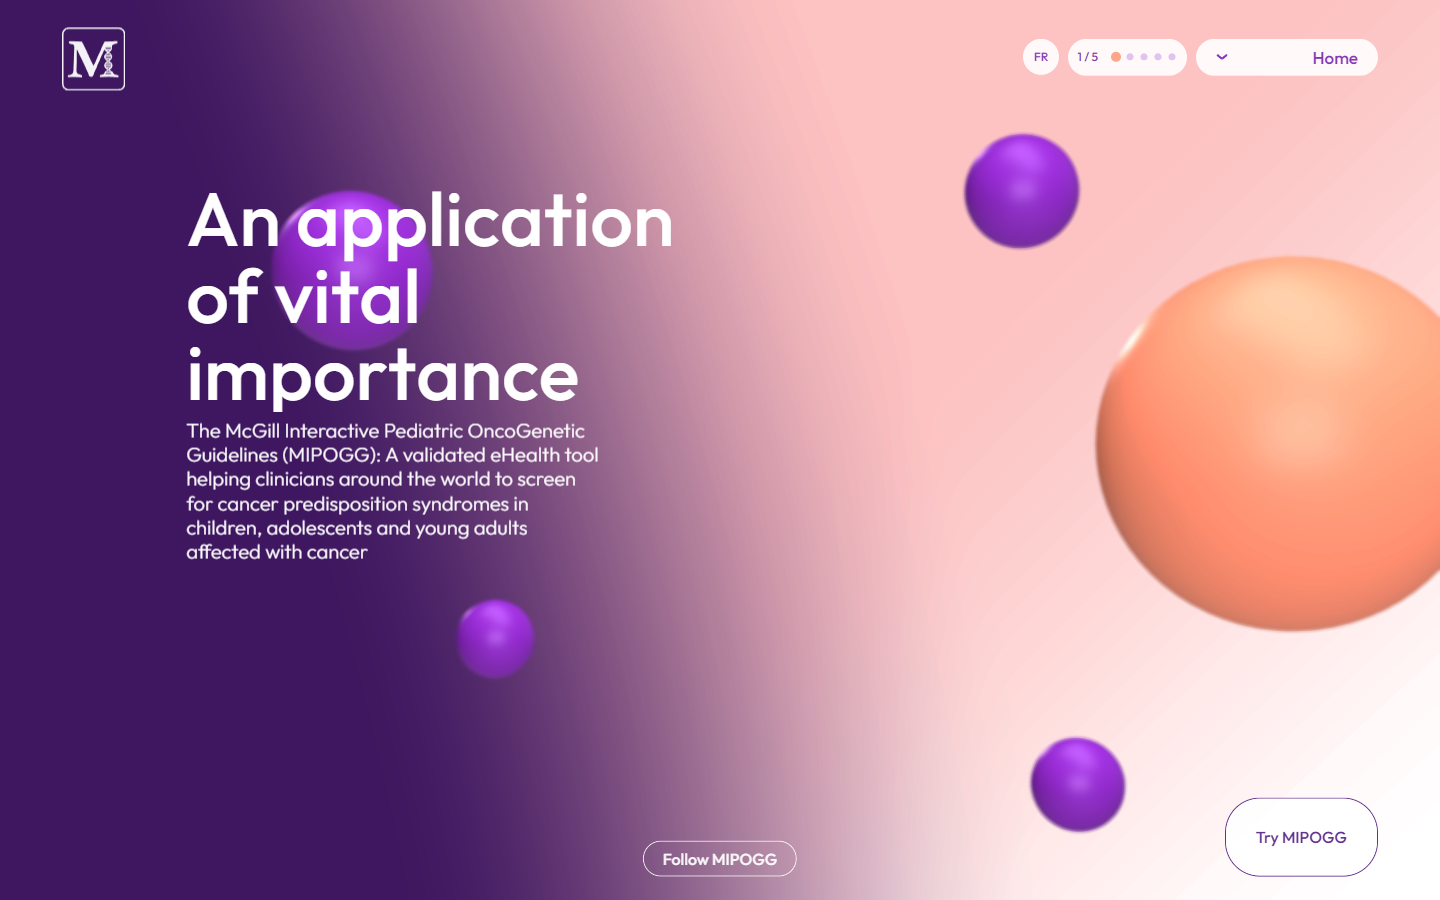 M
FR
1/5
Home
An application
of vital
importance
The McGill Interactive Pediatric OncoGenetic
Guidelines (MIPOGG): A validated eHealth tool
helping clinicians around the world to screen
for cancer predisposition syndromes in
children, adolescents and young adults
affected with cancer
Follow MIPOGG
Try MIPOGG